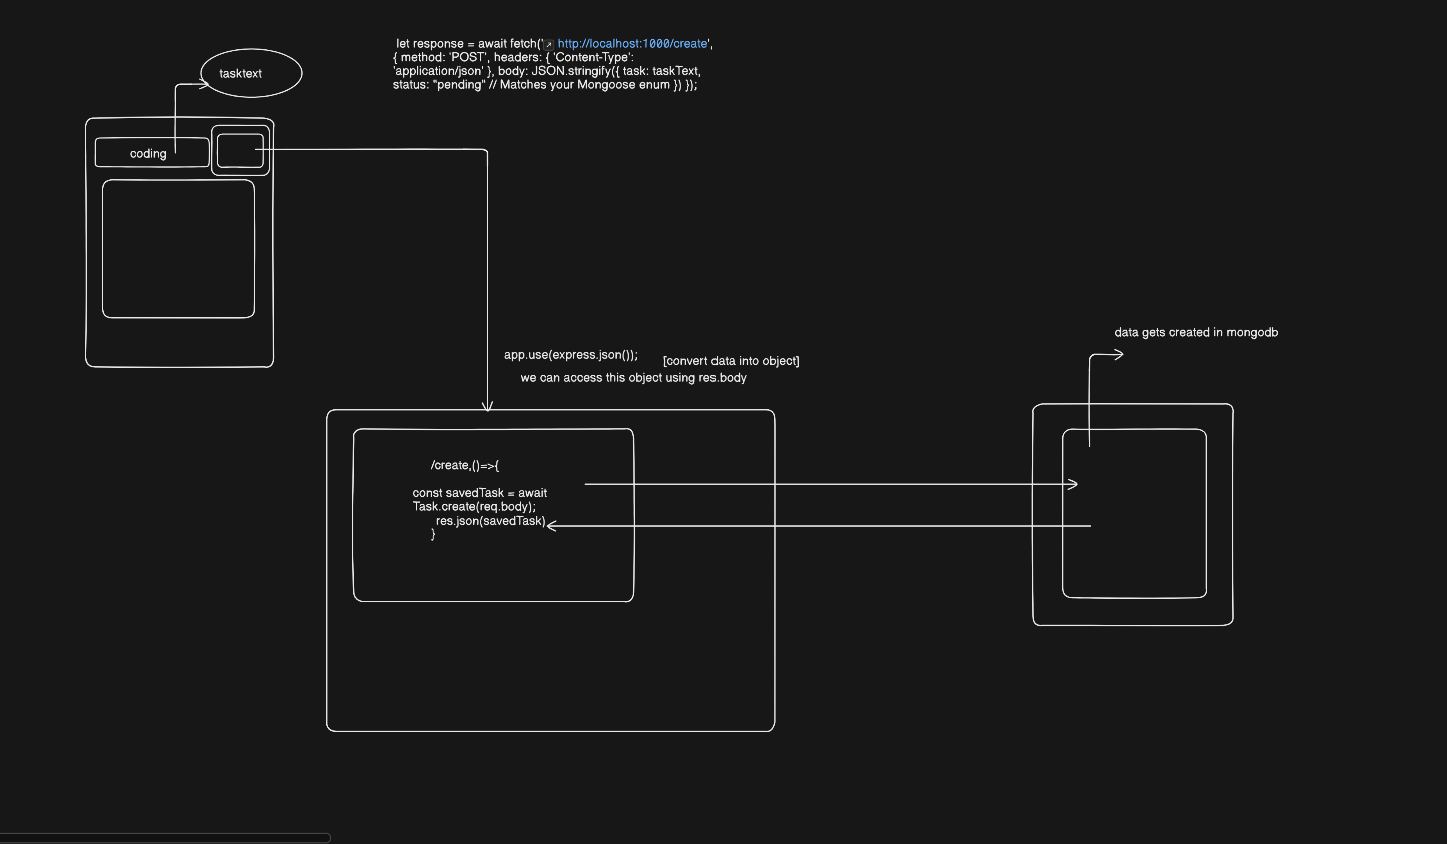 let response = await fetch('http://localhost:1000/create',
{ method: 'POST', headers: { 'Content-Type':
'application/json' }, body: JSON.stringify({ task: taskText,
status: "pending" // Matches your Mongoose enum }) });
tasktext
coding
data gets created in mongodb
app.use(express.json());
[convert data into object]
we can access this object using res.body
/create,()=>{
const savedTask = await
Task.create(req.body);
res.json(savedTask)
}